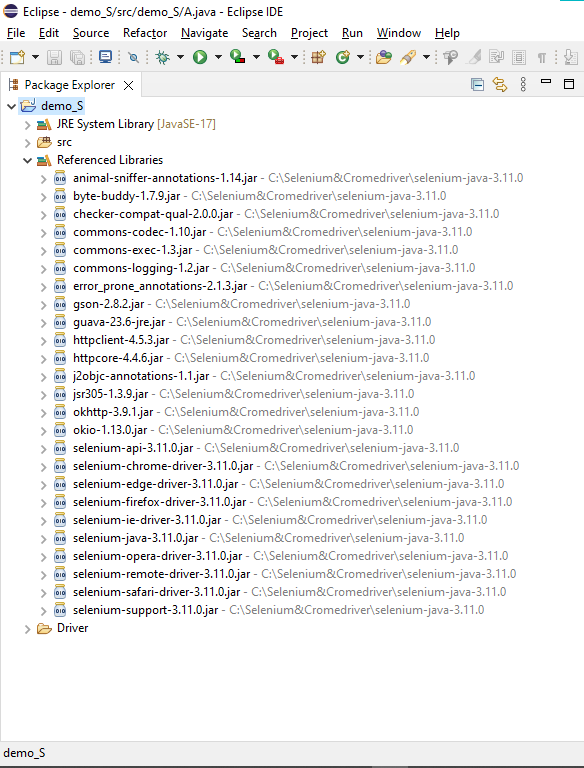 Eclipse - demo_S/src/demo_S/A.java - Eclipse IDE
File Edit Source Refactor Navigate Search Project Run Window Help
Package Explorer
demo_S
JRE System Library [JavaSE-17]
src
Referenced Libraries
animal-sniffer-annotations-1.14.jar - C:\Selenium&Cromedriver\selenium-java-3.11.0
byte-buddy-1.7.9.jar - C:\Selenium&Cromedriver\selenium-java-3.11.0
checker-compat-qual-2.0.0.jar - C:\Selenium&Cromedriver\selenium-java-3.11.0
commons-codec-1.10.jar - C:\Selenium&Cromedriver\selenium-java-3.11.0
commons-exec-1.3.jar - C:\Selenium&Cromedriver\selenium-java-3.11.0
commons-logging-1.2.jar - C:\Selenium&Cromedriver\selenium-java-3.11.0
error_prone_annotations-2.1.3.jar - C:\Selenium&Cromedriver\selenium-java-3.11.0
gson-2.8.2.jar - C:\Selenium&Cromedriver\selenium-java-3.11.0
guava-23.6-jre.jar - C:\Selenium&Cromedriver\selenium-java-3.11.0
httpclient-4.5.3.jar - C:\Selenium&Cromedriver\selenium-java-3.11.0
httpcore-4.4.6.jar - C:\Selenium&Cromedriver\selenium-java-3.11.0
j2objc-annotations-1.1.jar - C:\Selenium&Cromedriver\selenium-java-3.11.0
jsr305-1.3.9.jar - C:\Selenium&Cromedriver\selenium-java-3.11.0
okhttp-3.9.1.jar - C:\Selenium&Cromedriver\selenium-java-3.11.0
okio-1.13.0.jar - C:\Selenium&Cromedriver\selenium-java-3.11.0
selenium-api-3.11.0.jar - C:\Selenium&Cromedriver\selenium-java-3.11.0
selenium-chrome-driver-3.11.0.jar - C:\Selenium&Cromedriver\selenium-java-3.11.0
selenium-edge-driver-3.11.0.jar - C:\Selenium&Cromedriver\selenium-java-3.11.0
selenium-firefox-driver-3.11.0.jar - C:\Selenium&Cromedriver\selenium-java-3.11.0
selenium-ie-driver-3.11.0.jar - C:\Selenium&Cromedriver\selenium-java-3.11.0
selenium-java-3.11.0.jar - C:\Selenium&Cromedriver\selenium-java-3.11.0
selenium-opera-driver-3.11.0.jar - C:\Selenium&Cromedriver\selenium-java-3.11.0
selenium-remote-driver-3.11.0.jar - C:\Selenium&Cromedriver\selenium-java-3.11.0
selenium-safari-driver-3.11.0.jar - C:\Selenium&Cromedriver\selenium-java-3.11.0
selenium-support-3.11.0.jar - C:\Selenium&Cromedriver\selenium-java-3.11.0
Driver
demo_S